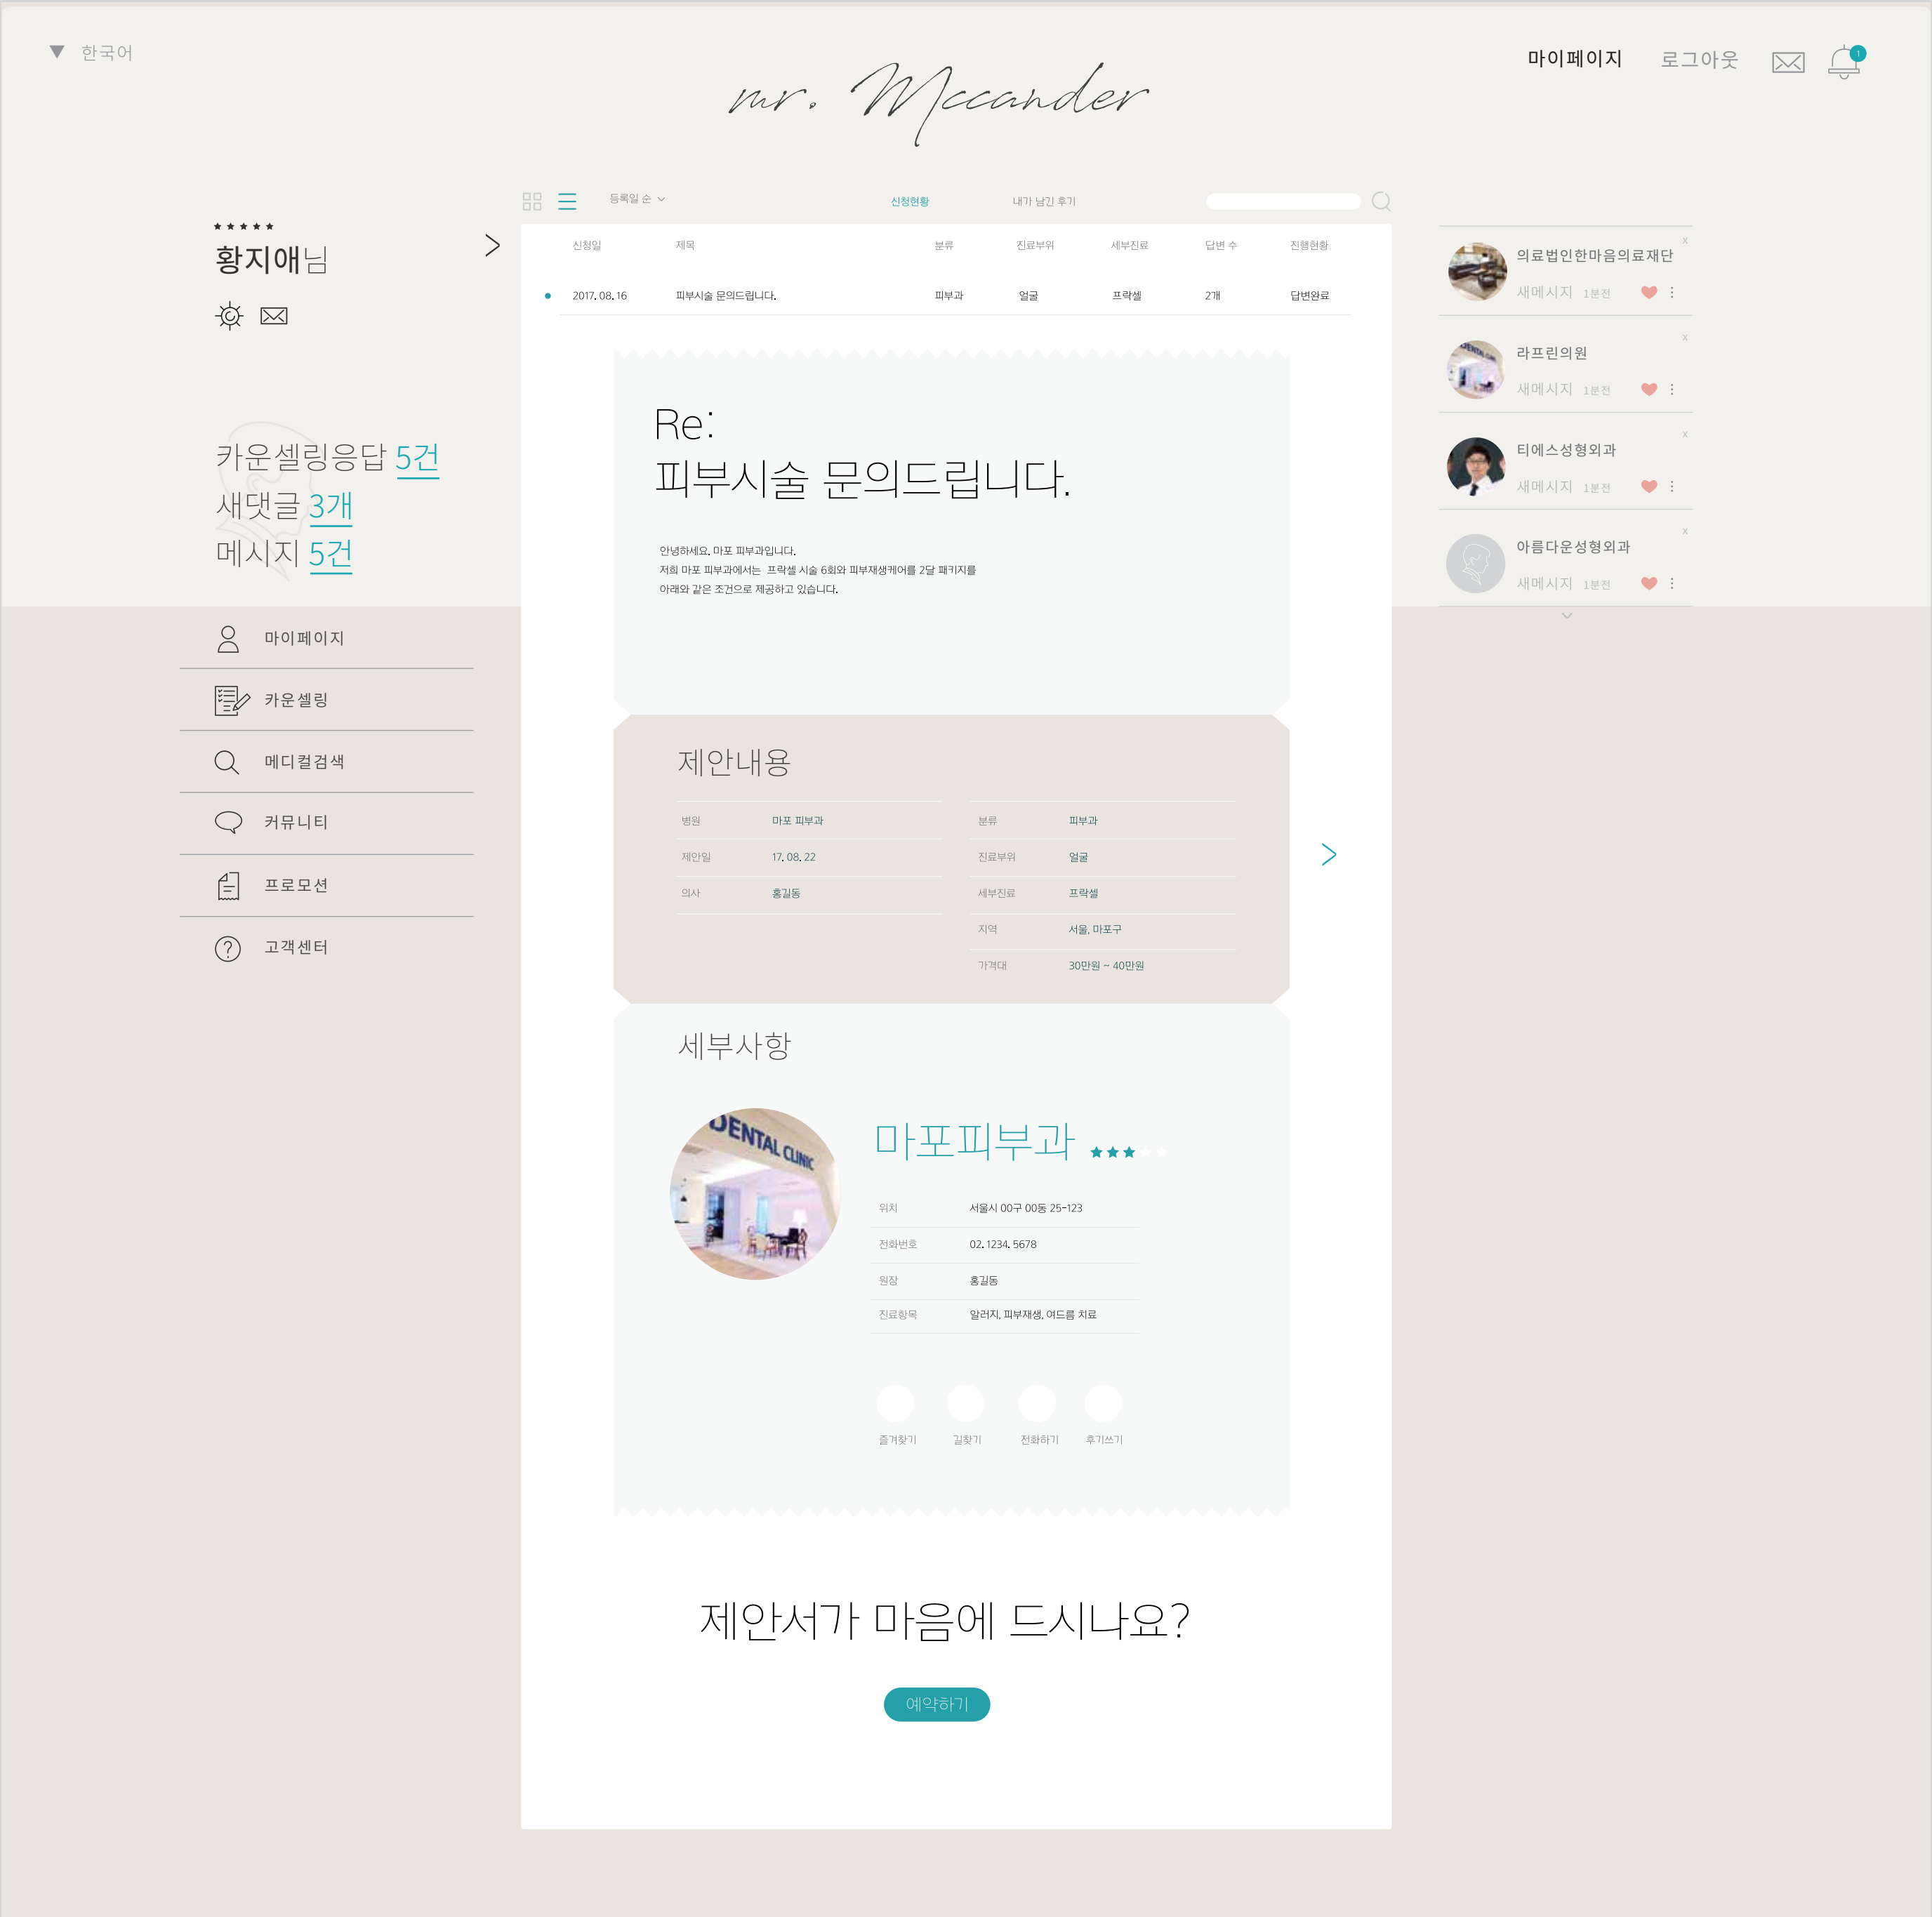 한국어
mr. Mccander
마이페이지 로그아웃 1
등록일 순 신청현황 내가 남긴 후기
황지애님
카운셀링응답 5건
새댓글 3개
메시지 5건
마이페이지
카운셀링
메디컬검색
커뮤니티
프로모션
고객센터
신청일 제목 분류 진료부위 세부진료 답변 수 진행현황
2017. 08. 16 피부시술 문의드립니다. 피부과 얼굴 프락셀 2개 답변완료
Re:
피부시술 문의드립니다.
안녕하세요. 마포 피부과입니다.
저희 마포 피부과에서는 프락셀 시술 6회와 피부재생케어를 2달 패키지를
아래와 같은 조건으로 제공하고 있습니다.
제안내용
병원 마포 피부과
제안일 17. 08. 22
의사 홍길동
분류 피부과
진료부위 얼굴
세부진료 프락셀
지역 서울, 마포구
가격대 30만원 ~ 40만원
세부사항
DENTAL CLINIC
마포피부과
위치 서울시 00구 00동 25-123
전화번호 02. 1234. 5678
원장 홍길동
진료항목 알러지, 피부재생, 여드름 치료
즐겨찾기 길찾기 전화하기 후기쓰기
제안서가 마음에 드시나요?
예약하기
x
의료법인한마음의료재단
새메시지 1분전
x
라프린의원
새메시지 1분전
x
티에스성형외과
새메시지 1분전
x
아름다운성형외과
새메시지 1분전